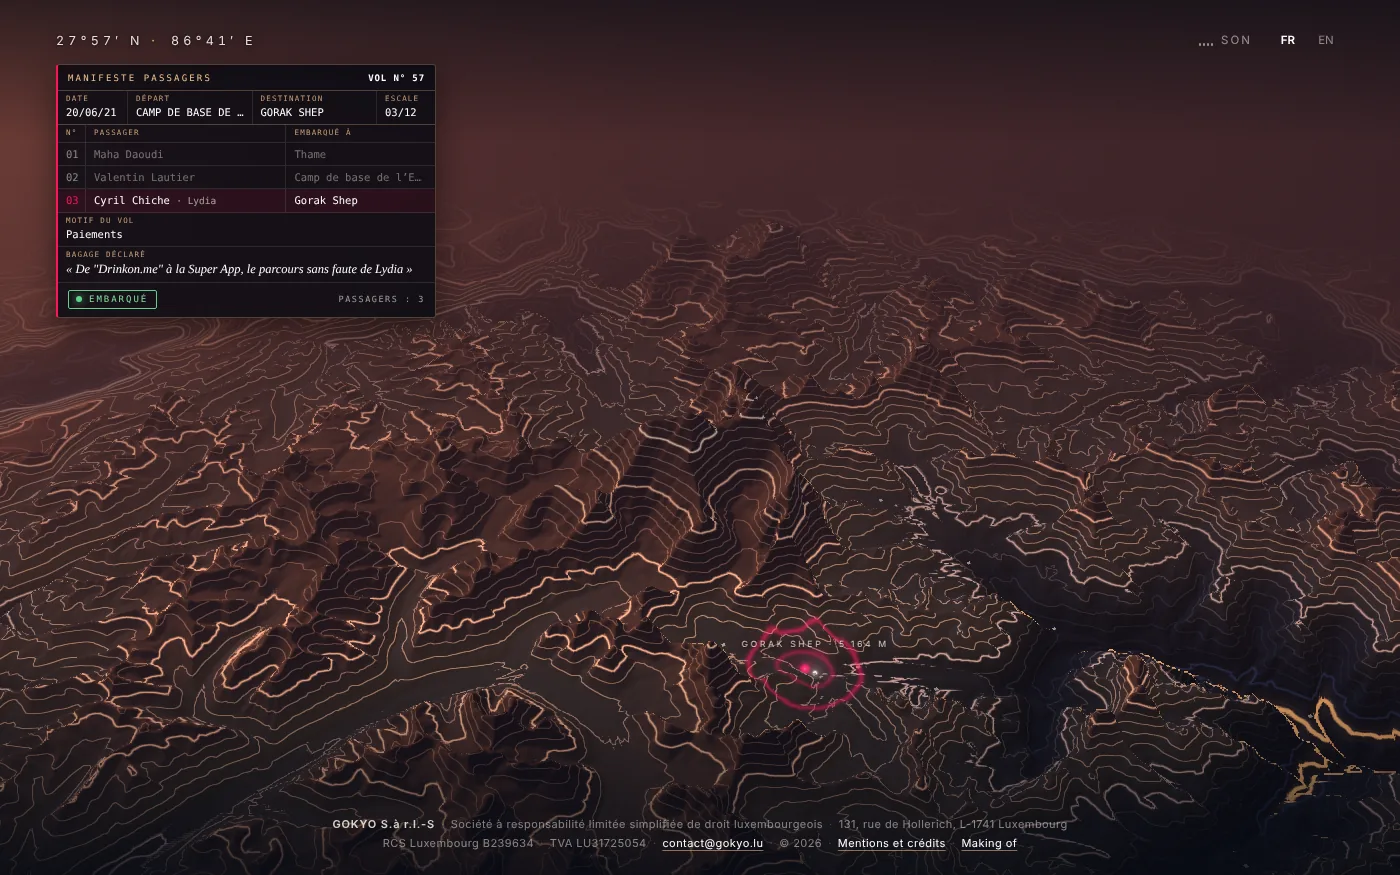 27°57′ N · 86°41′ E
SON FR EN
MANIFESTE PASSAGERS VOL N° 57
DATE DÉPART DESTINATION ESCALE
20/06/21 CAMP DE BASE DE … GORAK SHEP 03/12
N° PASSAGER EMBARQUÉ À
01 Maha Daoudi Thame
02 Valentin Lautier Camp de base de l’E…
03 Cyril Chiche · Lydia Gorak Shep
MOTIF DU VOL
Paiements
BAGAGE DÉCLARÉ
« De "Drinkon.me" à la Super App, le parcours sans faute de Lydia »
EMBARQUÉ PASSAGERS : 3
GORAK SHEP · 5 164 M
GOKYO S.à r.l.-S · Société à responsabilité limitée simplifiée de droit luxembourgeois · 131, rue de Hollerich, L-1741 Luxembourg
RCS Luxembourg B239634 · TVA LU31725054 · contact@gokyo.lu · © 2026 · Mentions et crédits · Making of